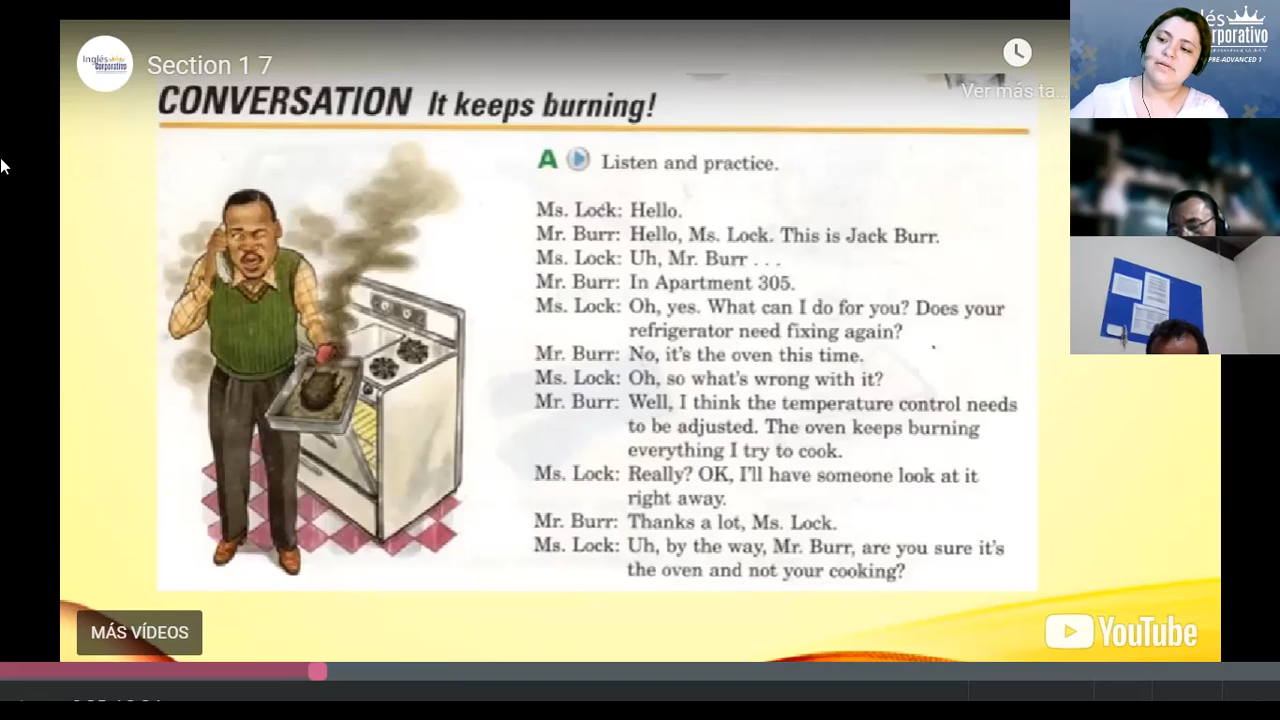 Inglés
corporativo
Section 1 7
Ver más ta...
CONVERSATION It keeps burning!
A Listen and practice.
Ms. Lock: Hello.
Mr. Burr: Hello, Ms. Lock. This is Jack Burr.
Ms. Lock: Uh, Mr. Burr . . .
Mr. Burr: In Apartment 305.
Ms. Lock: Oh, yes. What can I do for you? Does your
refrigerator need fixing again?
Mr. Burr: No, it's the oven this time.
Ms. Lock: Oh, so what's wrong with it?
Mr. Burr: Well, I think the temperature control needs
to be adjusted. The oven keeps burning
everything I try to cook.
Ms. Lock: Really? OK, I'll have someone look at it
right away.
Mr. Burr: Thanks a lot, Ms. Lock.
Ms. Lock: Uh, by the way, Mr. Burr, are you sure it's
the oven and not your cooking?
MÁS VÍDEOS
YouTube
lés
rporativo
PRE-ADVANCED 1